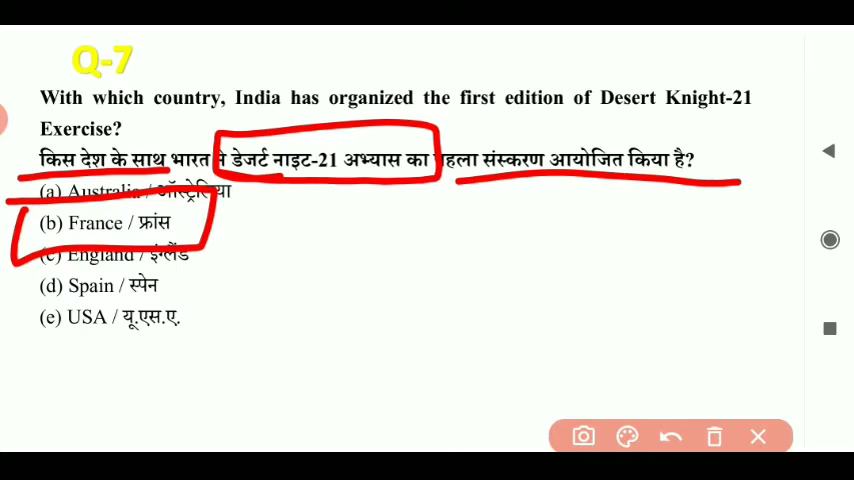 Q-7
With which country, India has organized the first edition of Desert Knight-21
Exercise?
किस देश के साथ भारत ने डेजर्ट नाइट-21 अभ्यास का पहला संस्करण आयोजित किया है?
(a) Australia / ऑस्ट्रेलिया
(b) France / फ्रांस
(c) England / इंग्लैंड
(d) Spain / स्पेन
(e) USA / यू.एस.ए.